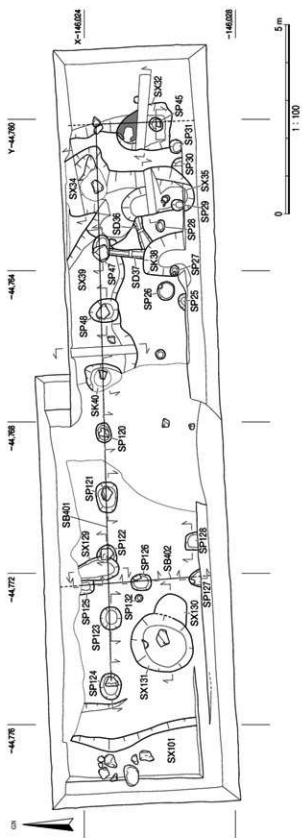 X-146,024
-146,028
5 m
0
1 : 100
Y-44,760
-44,764
-44,768
-44,772
-44,776
GN
SX32
SP45
SP31
SP30
SX35
SP29
SP28
SP27
SP25
SP26
SK38
SD37
SP47
SD36
SX34
SX39
SP48
SK40
SP120
SP121
SB401
SX129
SP122
SP126
SB402
SP128
SP127
SX130
SP132
SP125
SP123
SX131
SP124
SX101